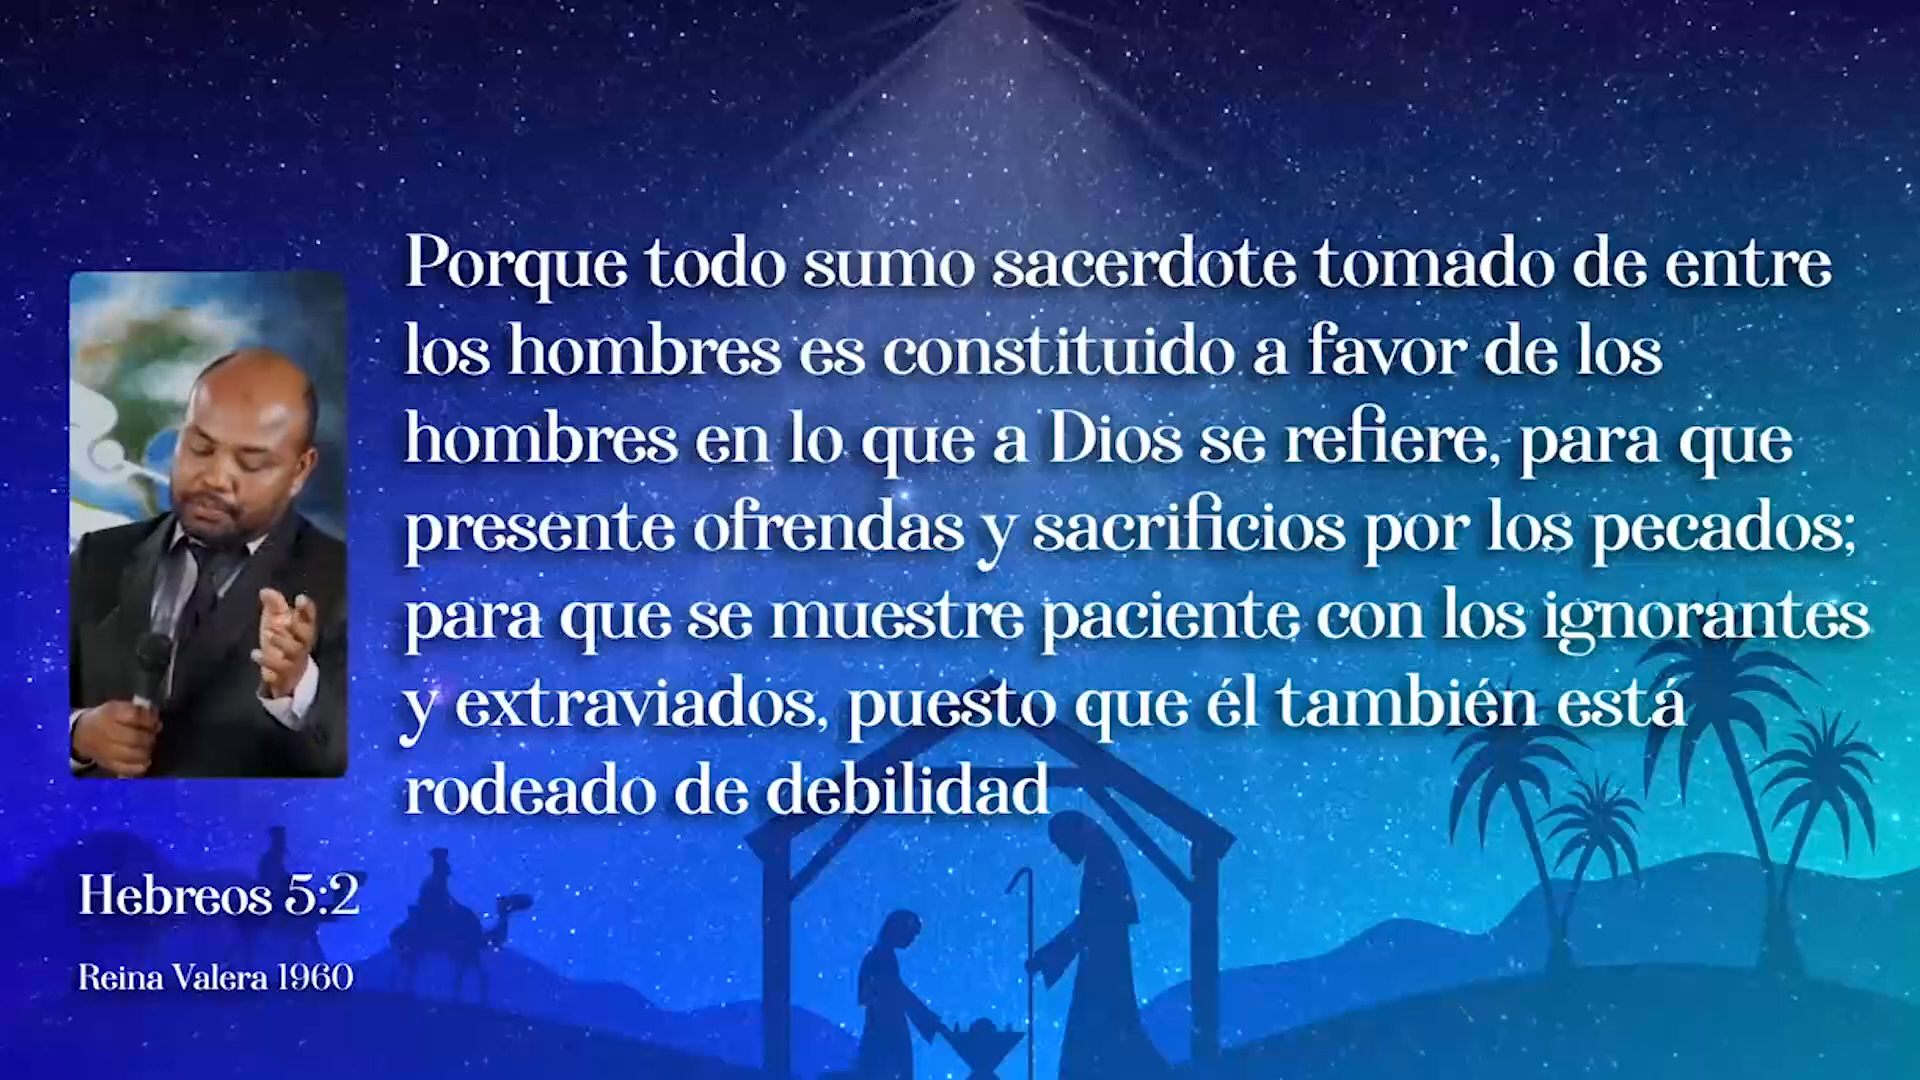 Porque todo sumo sacerdote tomado de entre
los hombres es constituido a favor de los
hombres en lo que a Dios se refiere, para que
presente ofrendas y sacrificios por los pecados;
para que se muestre paciente con los ignorantes
y extraviados, puesto que él también está
rodeado de debilidad
Hebreos 5:2
Reina Valera 1960